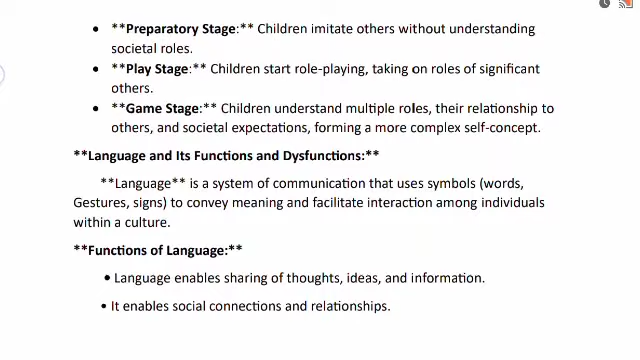 • **Preparatory Stage:** Children imitate others without understanding
societal roles.
• **Play Stage:** Children start role-playing, taking on roles of significant
others.
• **Game Stage:** Children understand multiple roles, their relationship to
others, and societal expectations, forming a more complex self-concept.
**Language and Its Functions and Dysfunctions:**
**Language** is a system of communication that uses symbols (words,
Gestures, signs) to convey meaning and facilitate interaction among individuals
within a culture.
**Functions of Language:**
• Language enables sharing of thoughts, ideas, and information.
• It enables social connections and relationships.